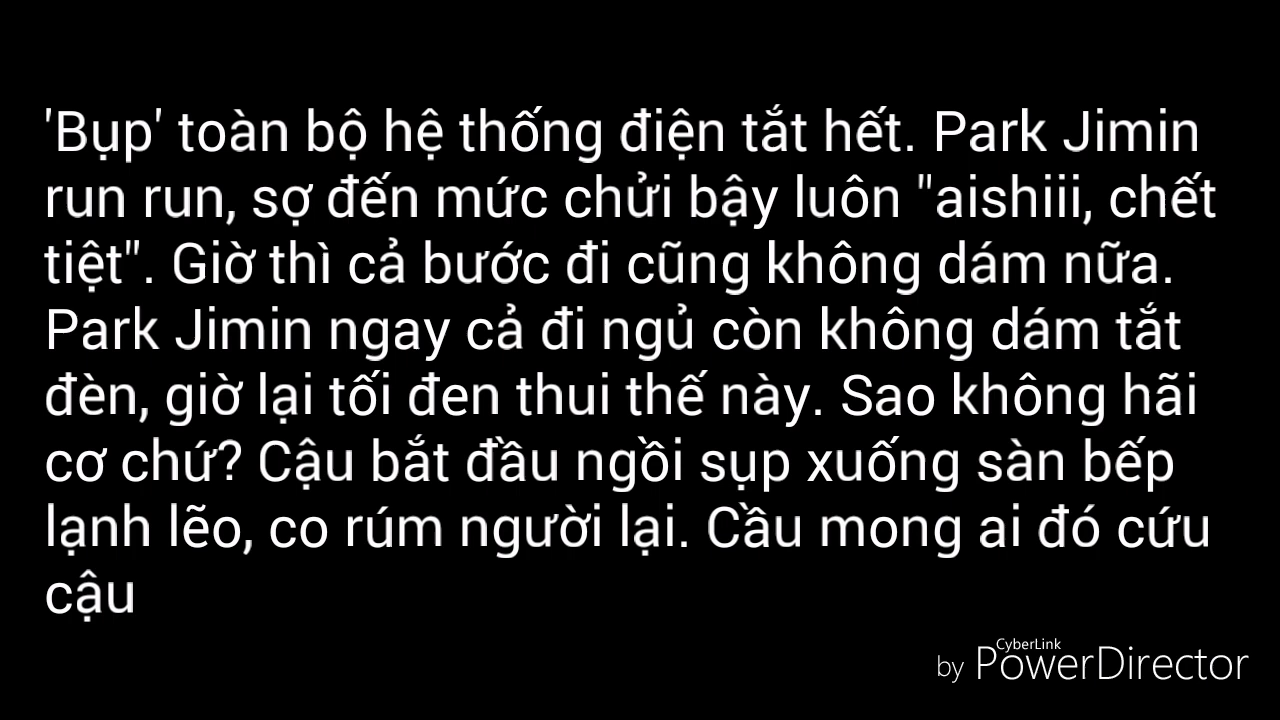 'Bụp' toàn bộ hệ thống điện tắt hết. Park Jimin
run run, sợ đến mức chửi bậy luôn "aishiii, chết
tiệt". Giờ thì cả bước đi cũng không dám nữa.
Park Jimin ngay cả đi ngủ còn không dám tắt
đèn, giờ lại tối đen thui thế này. Sao không hãi
cơ chứ? Cậu bắt đầu ngồi sụp xuống sàn bếp
lạnh lẽo, co rúm người lại. Cầu mong ai đó cứu
cậu
CyberLink
by PowerDirector